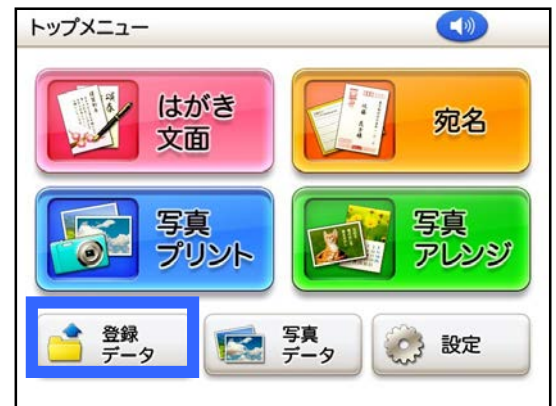 トップメニュー
はがき
文面
宛名
写真
プリント
写真
アレンジ
登録
データ
写真
データ
設定